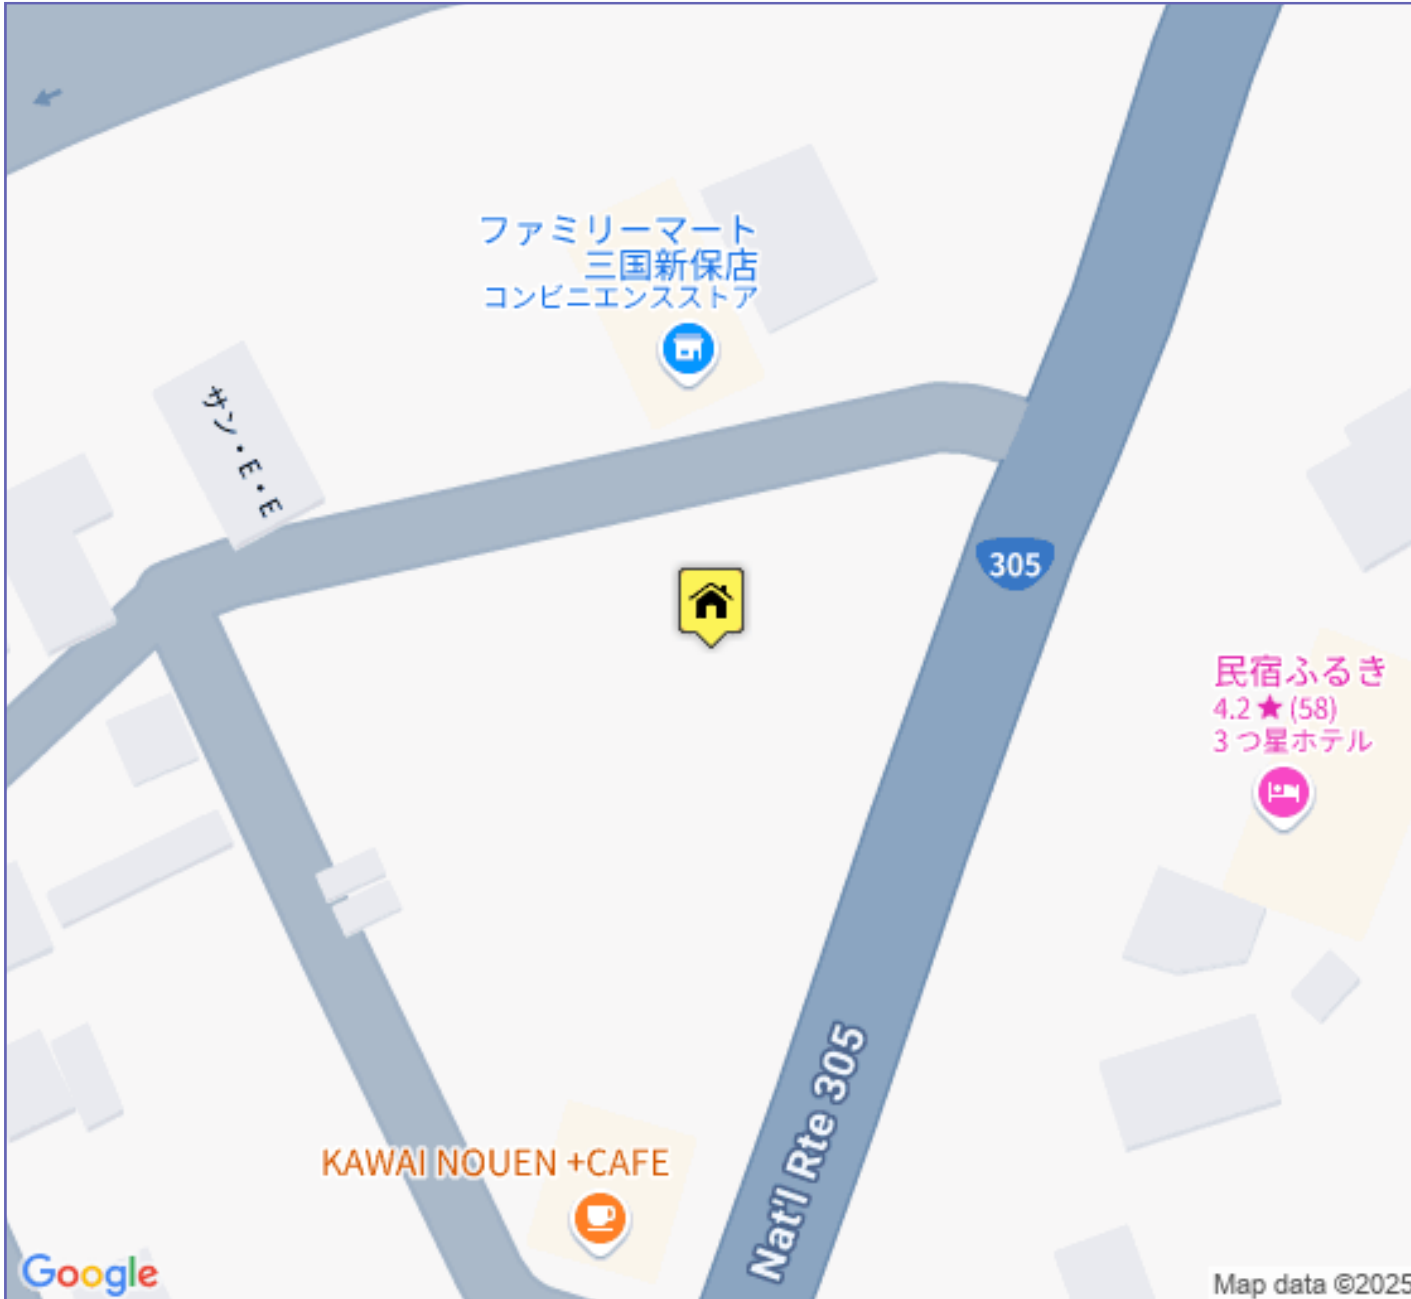 ファミリーマート
三国新保店
コンビニエンスストア
サン・E・E
305
民宿ふるき
4.2 ★ (58)
3 つ星ホテル
Nat'l Rte 305
KAWAI NOUEN +CAFE
Google
Map data ©2025